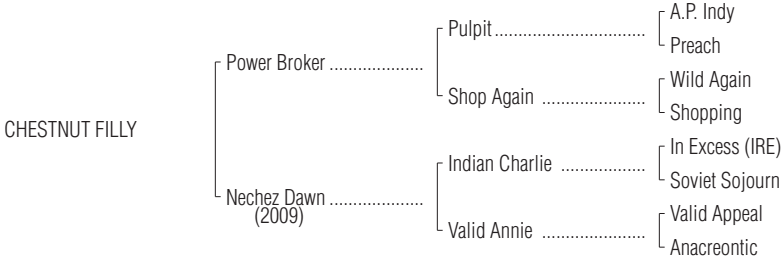 A.P. Indy
Pulpit..............................
Preach
Power Broker ...................
Wild Again
Shop Again ....................
Shopping
CHESTNUT FILLY
In Excess (IRE)
Indian Charlie .................
Soviet Sojourn
Nechez Dawn ...................
(2009)
Valid Appeal
Valid Annie ....................
Anacreontic